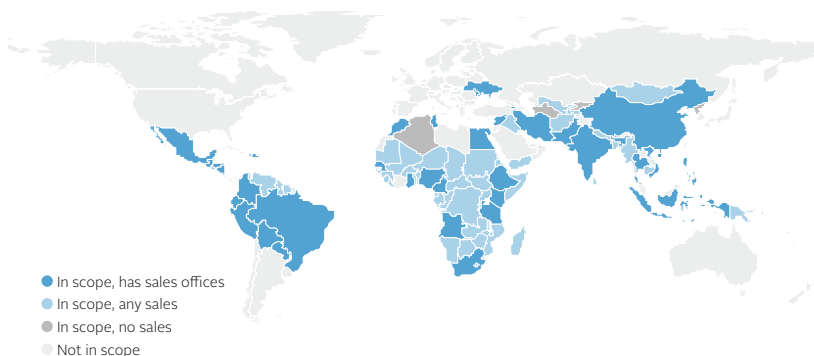 In scope, has sales offices
In scope, any sales
In scope, no sales
Not in scope